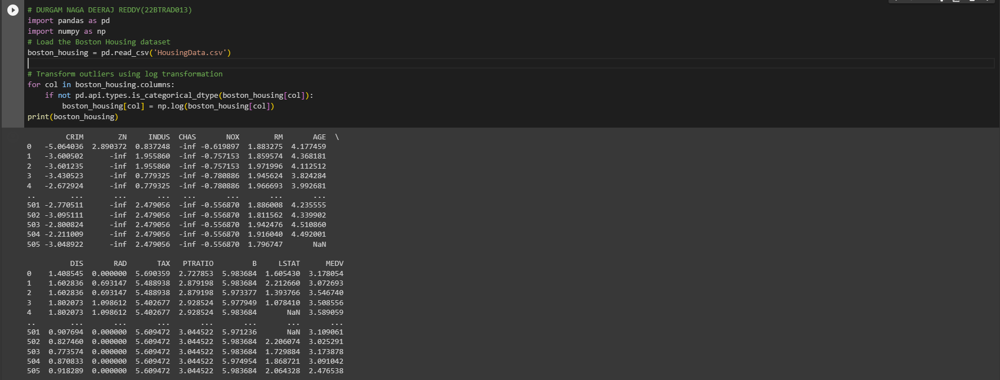 # DURGAM NAGA DEERAJ REDDY(22BTRAD013)
import pandas as pd
import numpy as np
# Load the Boston Housing dataset
boston_housing = pd.read_csv('HousingData.csv')
# Transform outliers using log transformation
for col in boston_housing.columns:
    if not pd.api.types.is_categorical_dtype(boston_housing[col]):
        boston_housing[col] = np.log(boston_housing[col])
print(boston_housing)
         CRIM        ZN     INDUS  CHAS       NOX        RM       AGE  \
0   -5.064036  2.890372  0.837248  -inf -0.619897  1.883275  4.177459
1   -3.600502      -inf  1.955860  -inf -0.757153  1.859574  4.368181
2   -3.601235      -inf  1.955860  -inf -0.757153  1.971996  4.112512
3   -3.430523      -inf  0.779325  -inf -0.780886  1.945624  3.824284
4   -2.672924      -inf  0.779325  -inf -0.780886  1.966693  3.992681
..        ...       ...       ...   ...       ...       ...       ...
501 -2.770511      -inf  2.479056  -inf -0.556870  1.886008  4.235555
502 -3.095111      -inf  2.479056  -inf -0.556870  1.811562  4.339902
503 -2.800824      -inf  2.479056  -inf -0.556870  1.942476  4.510860
504 -2.211009      -inf  2.479056  -inf -0.556870  1.916040  4.492001
505 -3.048922      -inf  2.479056  -inf -0.556870  1.796747       NaN
          DIS       RAD       TAX   PTRATIO         B     LSTAT      MEDV
0    1.408545  0.000000  5.690359  2.727853  5.983684  1.605430  3.178054
1    1.602836  0.693147  5.488938  2.879198  5.983684  2.212660  3.072693
2    1.602836  0.693147  5.488938  2.879198  5.973377  1.393766  3.546740
3    1.802073  1.098612  5.402677  2.928524  5.977949  1.078410  3.508556
4    1.802073  1.098612  5.402677  2.928524  5.983684       NaN  3.589059
..        ...       ...       ...       ...       ...       ...       ...
501  0.907694  0.000000  5.609472  3.044522  5.971236       NaN  3.109061
502  0.827460  0.000000  5.609472  3.044522  5.983684  2.206074  3.025291
503  0.773574  0.000000  5.609472  3.044522  5.983684  1.729884  3.173878
504  0.870833  0.000000  5.609472  3.044522  5.974954  1.868721  3.091042
505  0.918289  0.000000  5.609472  3.044522  5.983684  2.064328  2.476538